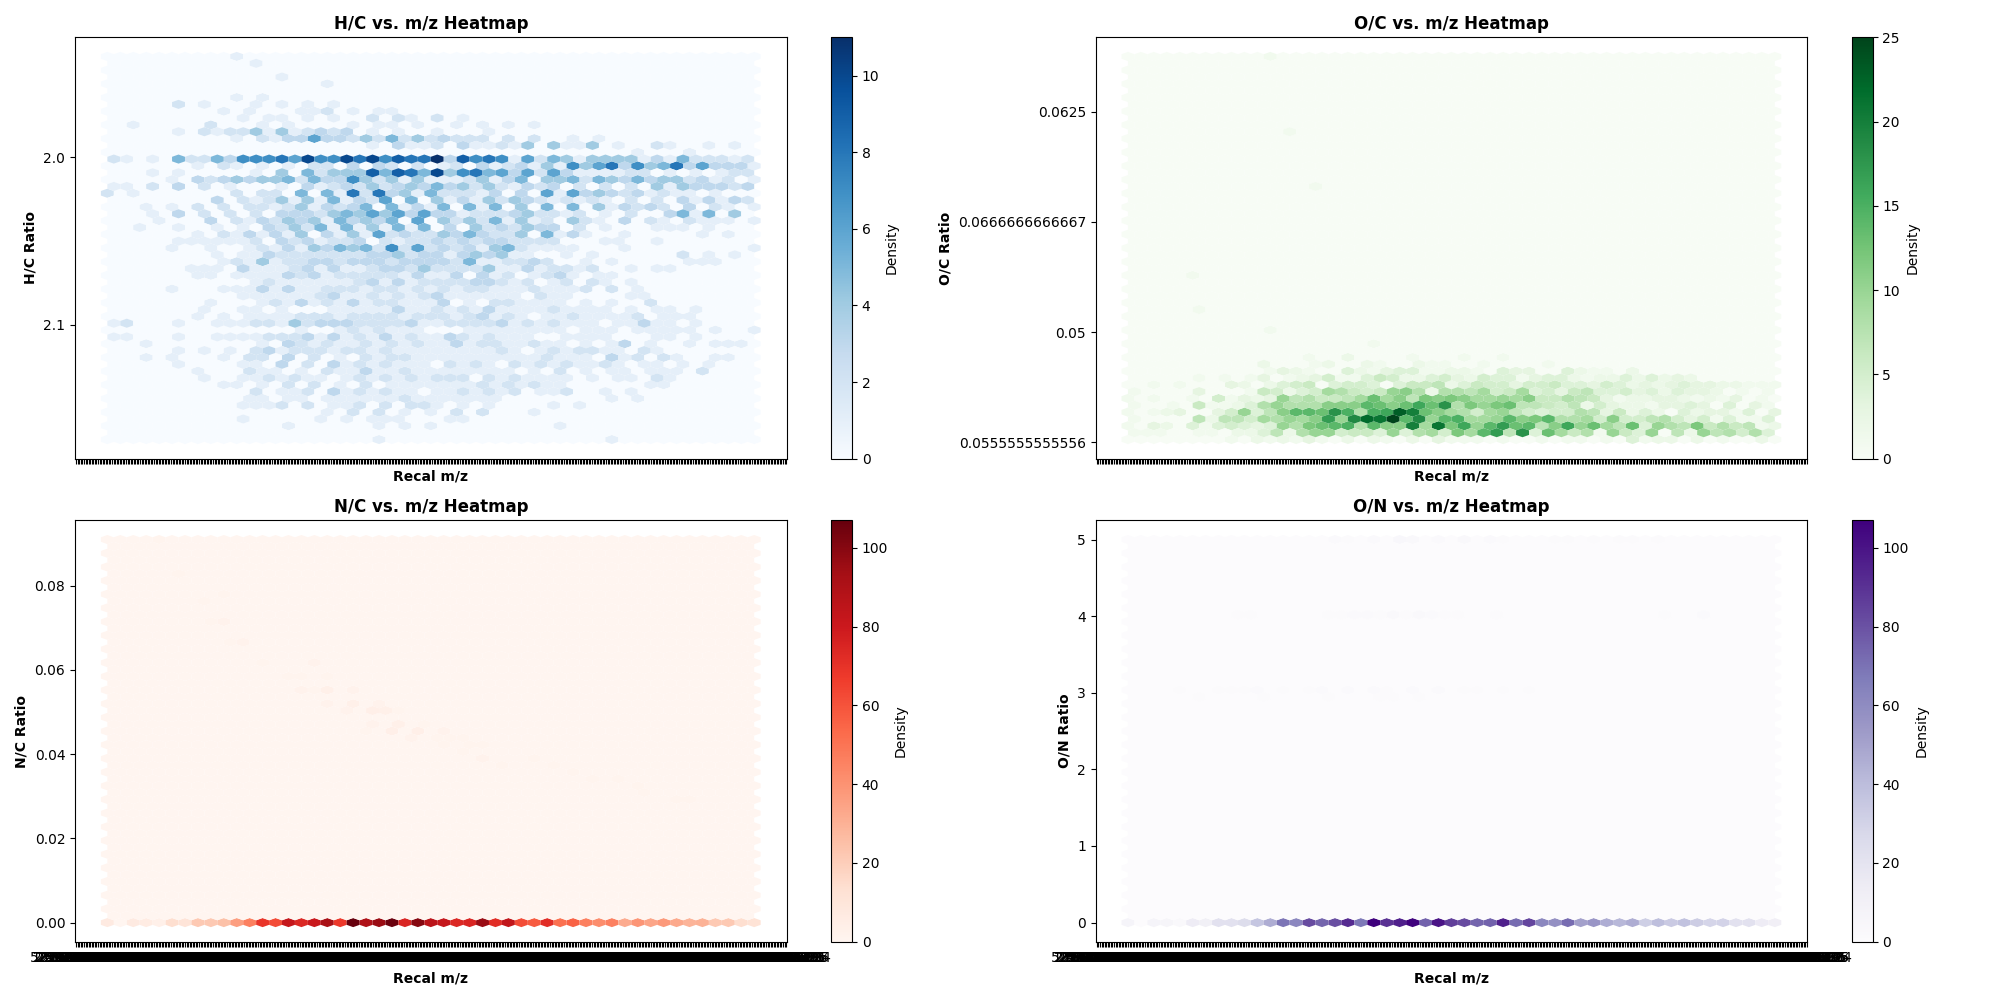 H/C vs. m/z Heatmap
H/C Ratio
2.0
2.1
Recal m/z
10
8
6
4
2
0
Density
O/C vs. m/z Heatmap
O/C Ratio
0.0625
0.0666666666667
0.05
0.0555555555556
Recal m/z
25
20
15
10
5
0
Density
N/C vs. m/z Heatmap
N/C Ratio
0.08
0.06
0.04
0.02
0.00
Recal m/z
100
80
60
40
20
0
Density
O/N vs. m/z Heatmap
O/N Ratio
5
4
3
2
1
0
Recal m/z
100
80
60
40
20
0
Density